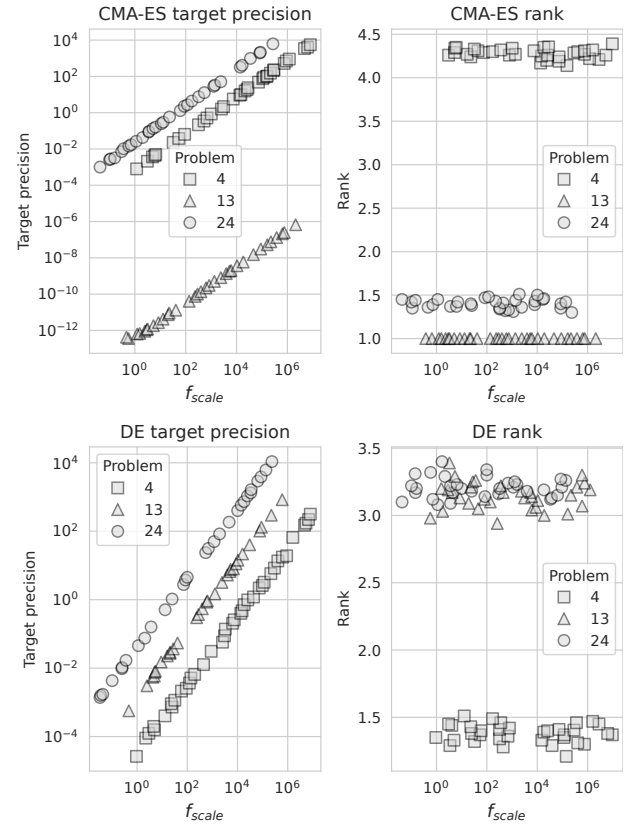 CMA-ES target precision
10^4
10^2
10^0
10^−2
10^−4
10^−6
10^−8
10^−10
10^−12
Target precision
Problem
4
13
24
10^0 10^2 10^4 10^6
f_scale
CMA-ES rank
4.5
4.0
3.5
3.0
2.5
2.0
1.5
1.0
Rank
Problem
4
13
24
10^0 10^2 10^4 10^6
f_scale
DE target precision
10^4
10^2
10^0
10^−2
10^−4
Target precision
Problem
4
13
24
10^0 10^2 10^4 10^6
f_scale
DE rank
3.5
3.0
2.5
2.0
1.5
Rank
Problem
4
13
24
10^0 10^2 10^4 10^6
f_scale